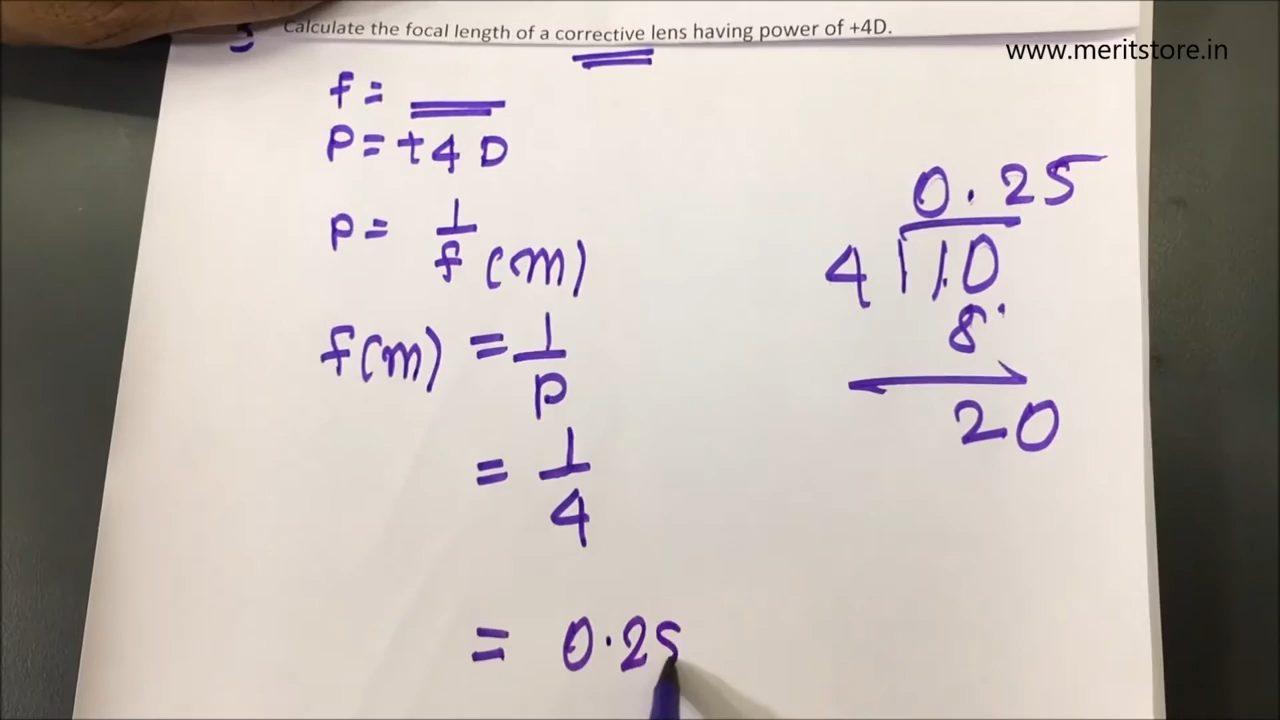 Calculate the focal length of a corrective lens having power of +4D.
www.meritstore.in
f =
P = +4 D
P = 1/f (m)
f(m) = 1/P
= 1/4
= 0.25
0.25
4 1.0
8
20